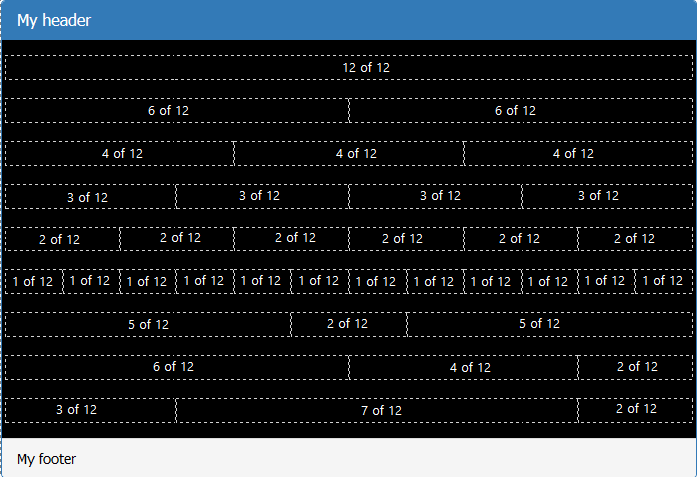 My header
12 of 12
6 of 12 6 of 12
4 of 12 4 of 12 4 of 12
3 of 12 3 of 12 3 of 12 3 of 12
2 of 12 2 of 12 2 of 12 2 of 12 2 of 12 2 of 12
1 of 12 1 of 12 1 of 12 1 of 12 1 of 12 1 of 12 1 of 12 1 of 12 1 of 12 1 of 12 1 of 12 1 of 12
5 of 12 2 of 12 5 of 12
6 of 12 4 of 12 2 of 12
3 of 12 7 of 12 2 of 12
My footer